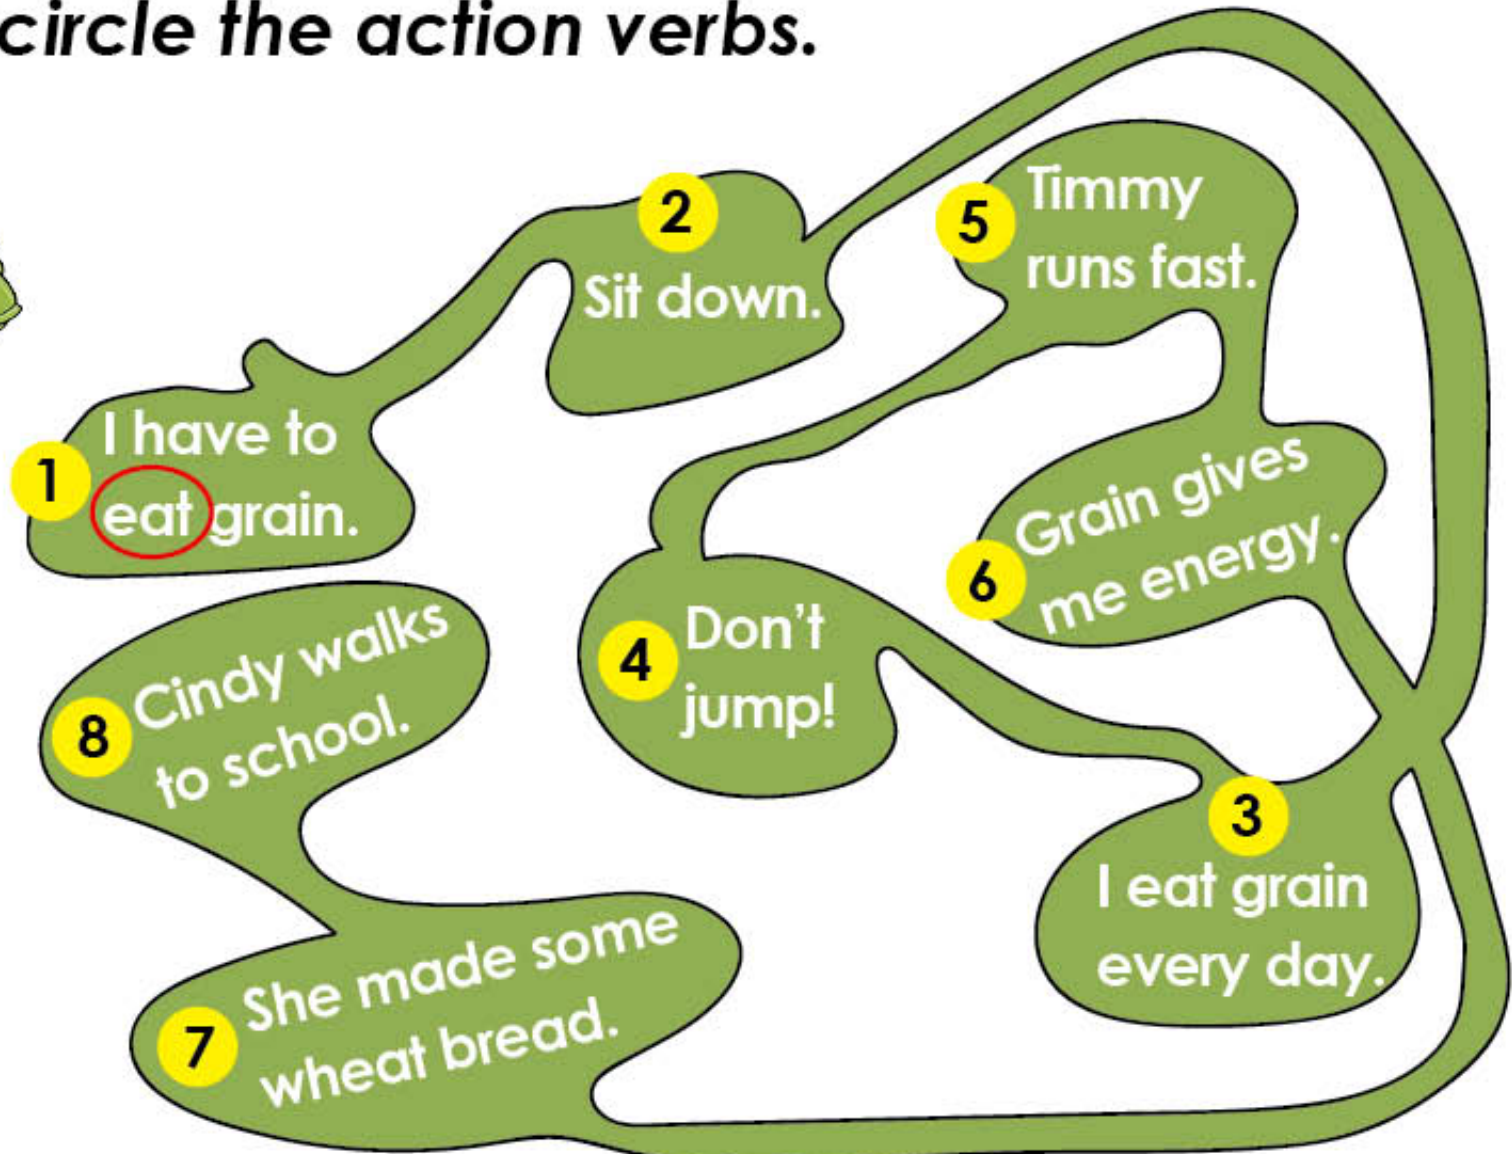 circle the action verbs.
1
I have to
eat grain.
2
Sit down.
3
I eat grain
every day.
4
Don't
jump!
5
Timmy
runs fast.
6
Grain gives
me energy.
7
She made some
wheat bread.
8
Cindy walks
to school.